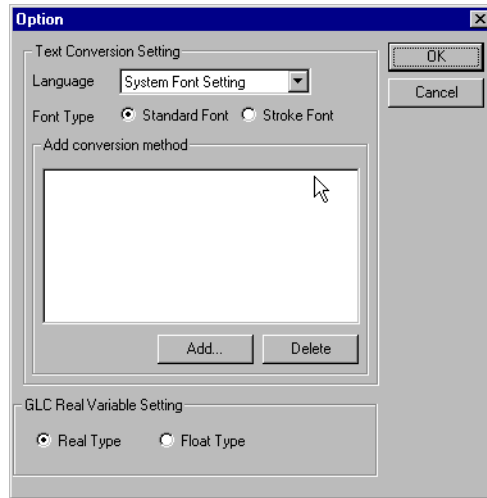 Option
Text Conversion Setting
OK
Language System Font Setting
Cancel
Font Type Standard Font Stroke Font
Add conversion method
Add... Delete
GLC Real Variable Setting
Real Type Float Type